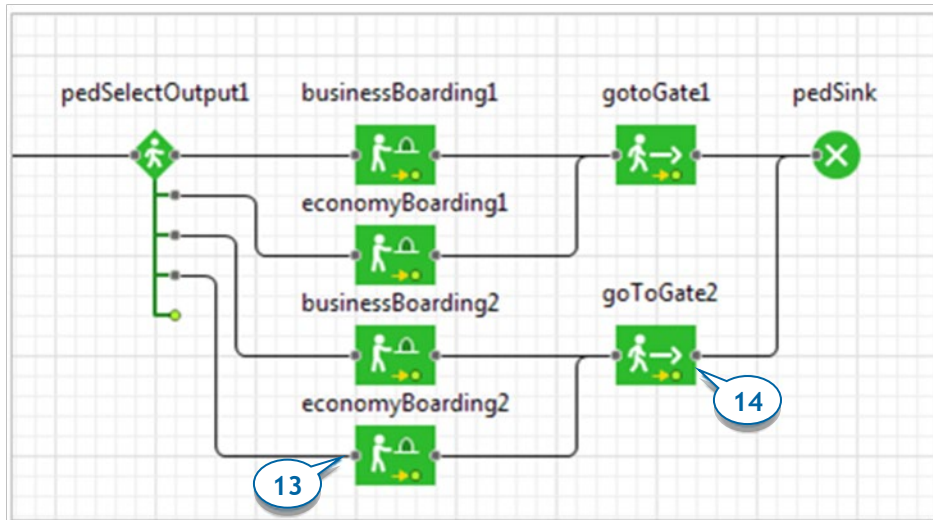 pedSelectOutput1 businessBoarding1 gotoGate1 pedSink
economyBoarding1
businessBoarding2 goToGate2
14
economyBoarding2
13